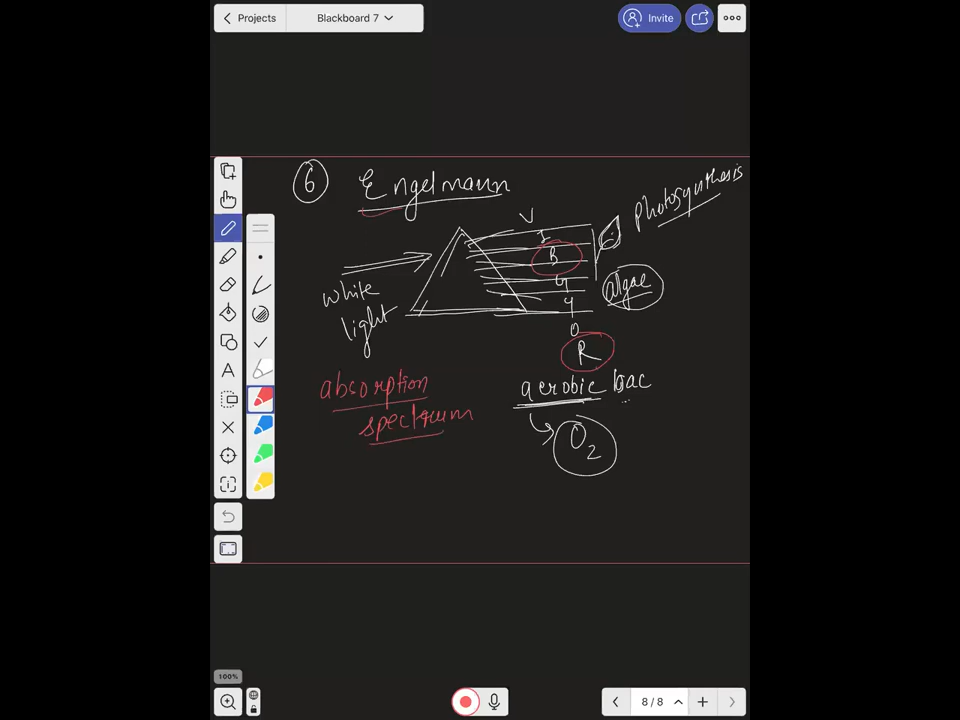 Projects
Blackboard 7
Invite
6 Engelmann
Photosynthesis
V
I
B
G
Y
O
R
white
light
algae
absorption
spectrum
aerobic bac
O2
A
100%
8/8